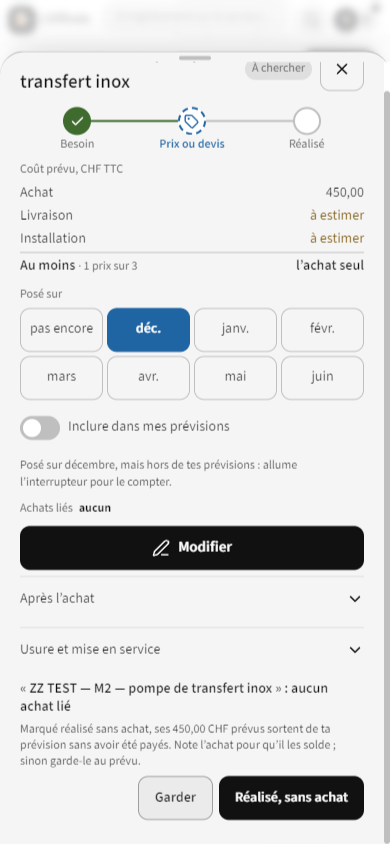 À chercher
transfert inox
Besoin
Prix ou devis
Réalisé
Coût prévu, CHF TTC
Achat 450,00
Livraison à estimer
Installation à estimer
Au moins · 1 prix sur 3 l’achat seul
Posé sur
pas encore déc. janv. févr.
mars avr. mai juin
Inclure dans mes prévisions
Posé sur décembre, mais hors de tes prévisions : allume
l’interrupteur pour le compter.
Achats liés aucun
Modifier
Après l’achat
Usure et mise en service
« ZZ TEST — M2 — pompe de transfert inox » : aucun
achat lié
Marqué réalisé sans achat, ses 450,00 CHF prévus sortent de ta
prévision sans avoir été payés. Note l’achat pour qu’il les solde ;
sinon garde-le au prévu.
Garder Réalisé, sans achat